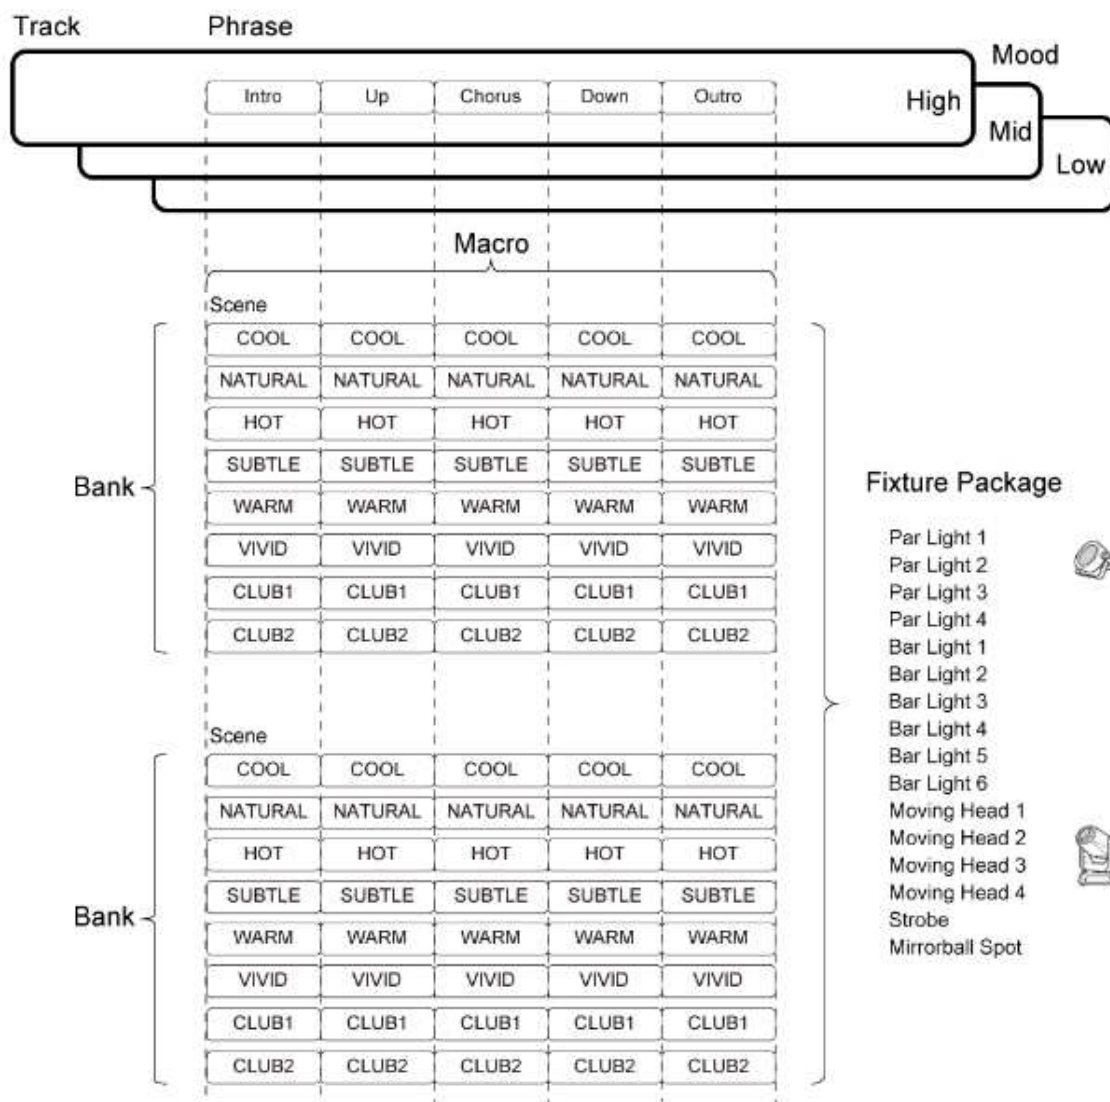 Track Phrase
Mood
Intro Up Chorus Down Outro High
Mid
Low
Macro
Scene
COOL COOL COOL COOL COOL
NATURAL NATURAL NATURAL NATURAL NATURAL
HOT HOT HOT HOT HOT
SUBTLE SUBTLE SUBTLE SUBTLE SUBTLE
Bank
WARM WARM WARM WARM WARM
VIVID VIVID VIVID VIVID VIVID
CLUB1 CLUB1 CLUB1 CLUB1 CLUB1
CLUB2 CLUB2 CLUB2 CLUB2 CLUB2
Scene
COOL COOL COOL COOL COOL
NATURAL NATURAL NATURAL NATURAL NATURAL
HOT HOT HOT HOT HOT
SUBTLE SUBTLE SUBTLE SUBTLE SUBTLE
Bank
WARM WARM WARM WARM WARM
VIVID VIVID VIVID VIVID VIVID
CLUB1 CLUB1 CLUB1 CLUB1 CLUB1
CLUB2 CLUB2 CLUB2 CLUB2 CLUB2
Fixture Package
Par Light 1
Par Light 2
Par Light 3
Par Light 4
Bar Light 1
Bar Light 2
Bar Light 3
Bar Light 4
Bar Light 5
Bar Light 6
Moving Head 1
Moving Head 2
Moving Head 3
Moving Head 4
Strobe
Mirrorball Spot